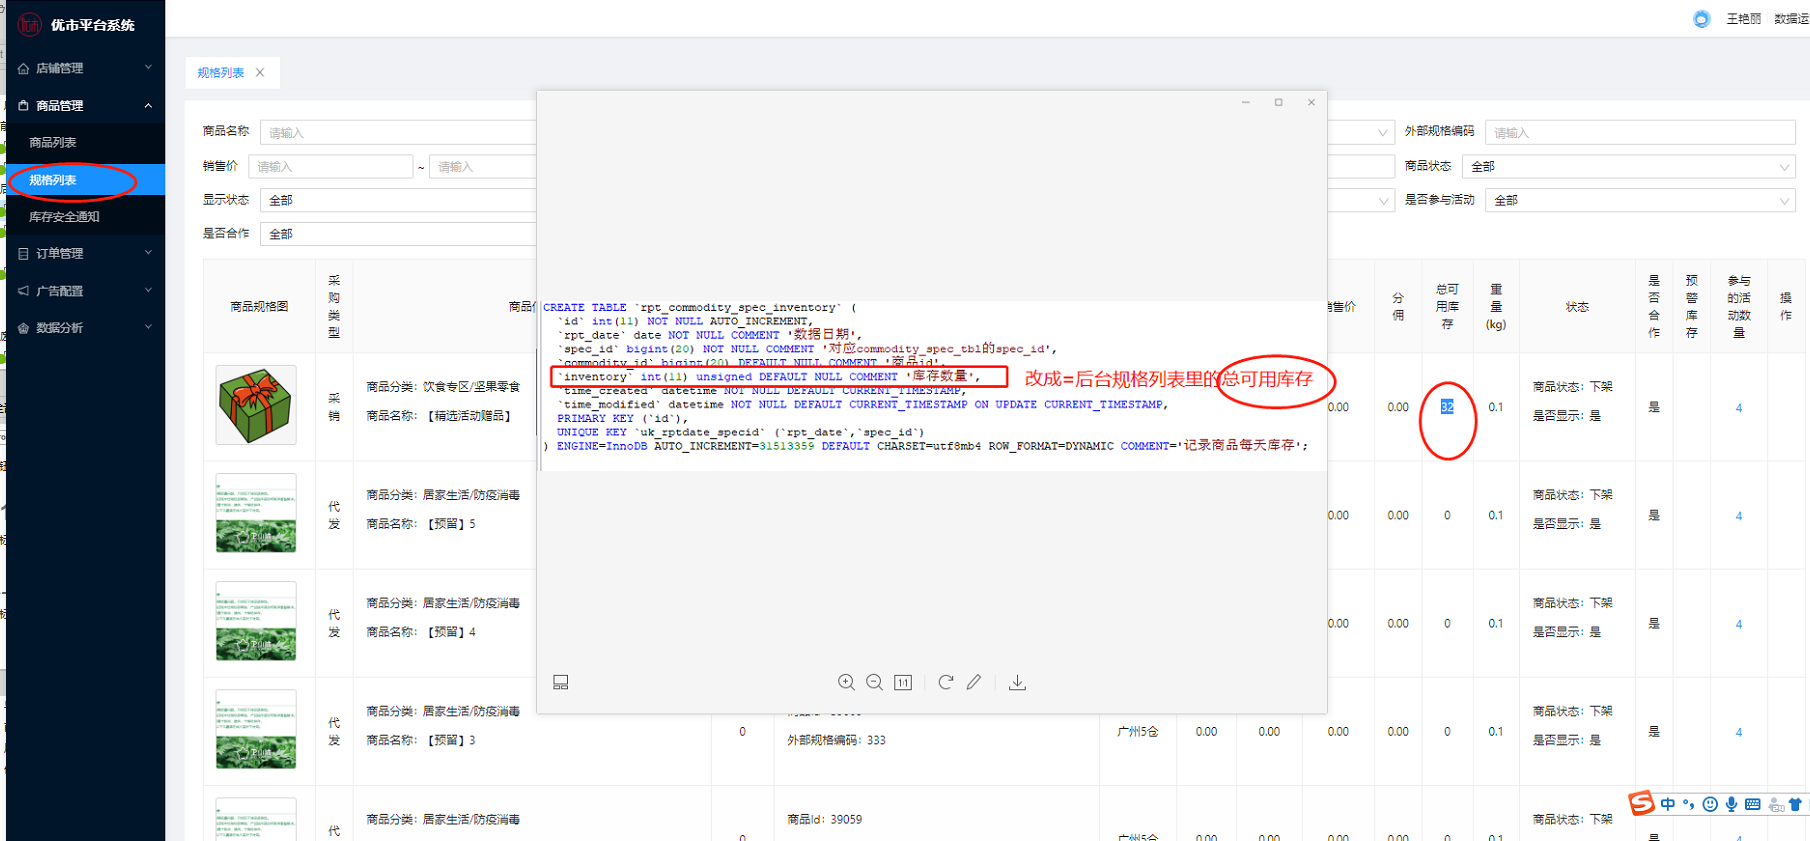 优市平台系统
王艳丽
数据运
店铺管理
商品管理
商品列表
规格列表
库存安全通知
订单管理
广告配置
数据分析
规格列表
商品名称 请输入
外部规格编码 请输入
销售价 请输入 ~ 请输入
商品状态 全部
显示状态 全部
是否参与活动 全部
是否合作 全部
商品规格图
采购类型
销售价
分佣
总可用库存
重量(kg)
状态
是否合作
预警库存
参与的活动数量
操作
CREATE TABLE `rpt_commodity_spec_inventory` (
`id` int(11) NOT NULL AUTO_INCREMENT,
`rpt_date` date NOT NULL COMMENT '数据日期',
`spec_id` bigint(20) NOT NULL COMMENT '对应commodity_spec_tbl的spec_id',
`commodity_id` bigint(20) DEFAULT NULL COMMENT '商品id',
`inventory` int(11) unsigned DEFAULT NULL COMMENT '库存数量',
改成=后台规格列表里的总可用库存
`time_created` datetime NOT NULL DEFAULT CURRENT_TIMESTAMP,
`time_modified` datetime NOT NULL DEFAULT CURRENT_TIMESTAMP ON UPDATE CURRENT_TIMESTAMP,
PRIMARY KEY (`id`),
UNIQUE KEY `uk_rptdate_specid` (`rpt_date`,`spec_id`)
) ENGINE=InnoDB AUTO_INCREMENT=31513359 DEFAULT CHARSET=utf8mb4 ROW_FORMAT=DYNAMIC COMMENT='记录商品每天库存';
采销
商品分类：饮食专区/坚果零食
商品名称：【精选活动赠品】
0.00 0.00 32 0.1
商品状态：下架
是否显示：是
是 4
代发
商品分类：居家生活/防疫消毒
商品名称：【预留】5
0.00 0.00 0 0.1
商品状态：下架
是否显示：是
是 4
代发
商品分类：居家生活/防疫消毒
商品名称：【预留】4
0.00 0.00 0 0.1
商品状态：下架
是否显示：是
是 4
代发
商品分类：居家生活/防疫消毒
商品名称：【预留】3
0
外部规格编码：333
广州5仓 0.00 0.00 0.00 0.00 0 0.1
商品状态：下架
是否显示：是
是 4
代
商品分类：居家生活/防疫消毒
0
商品Id：39059
广州5仓 0.00 0.00 0.00 0.00 0 0.1
商品状态：下架
是 4
1:1
中